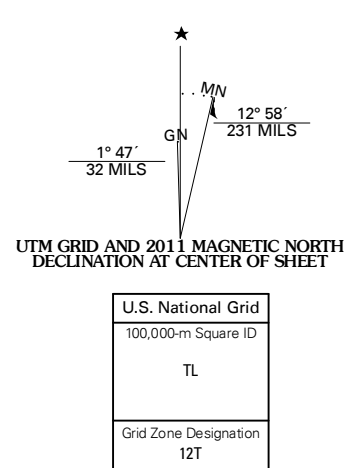 MN
12° 58´
231 MILS
GN
1° 47´
32 MILS
UTM GRID AND 2011 MAGNETIC NORTH
DECLINATION AT CENTER OF SHEET
U.S. National Grid
100,000-m Square ID
TL
Grid Zone Designation
12T